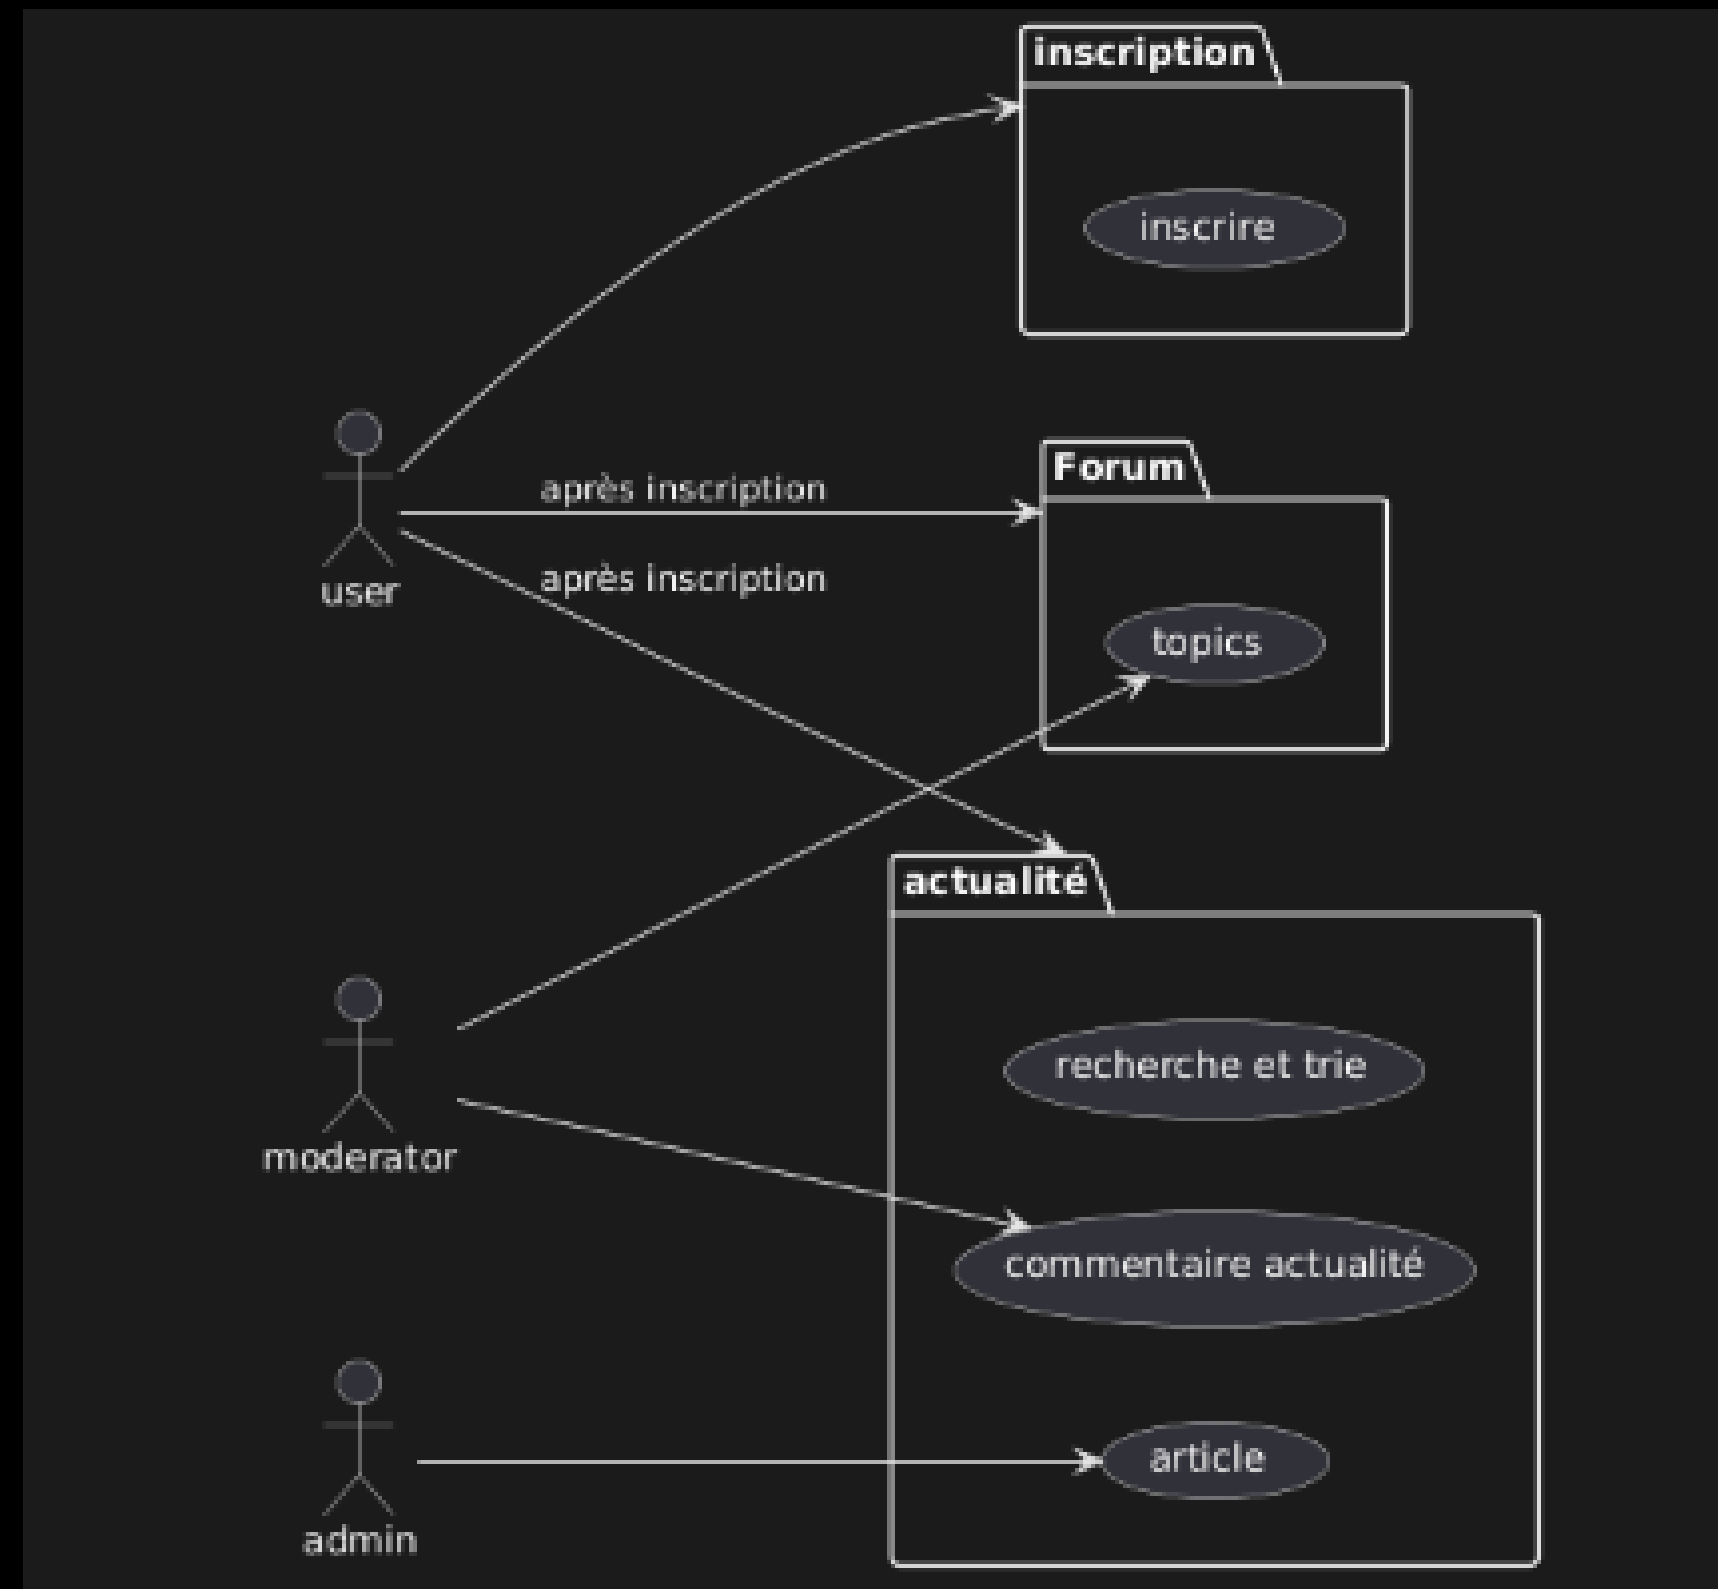 inscription
inscrire
Forum
après inscription
après inscription
user
topics
actualité
recherche et trie
moderator
commentaire actualité
article
admin